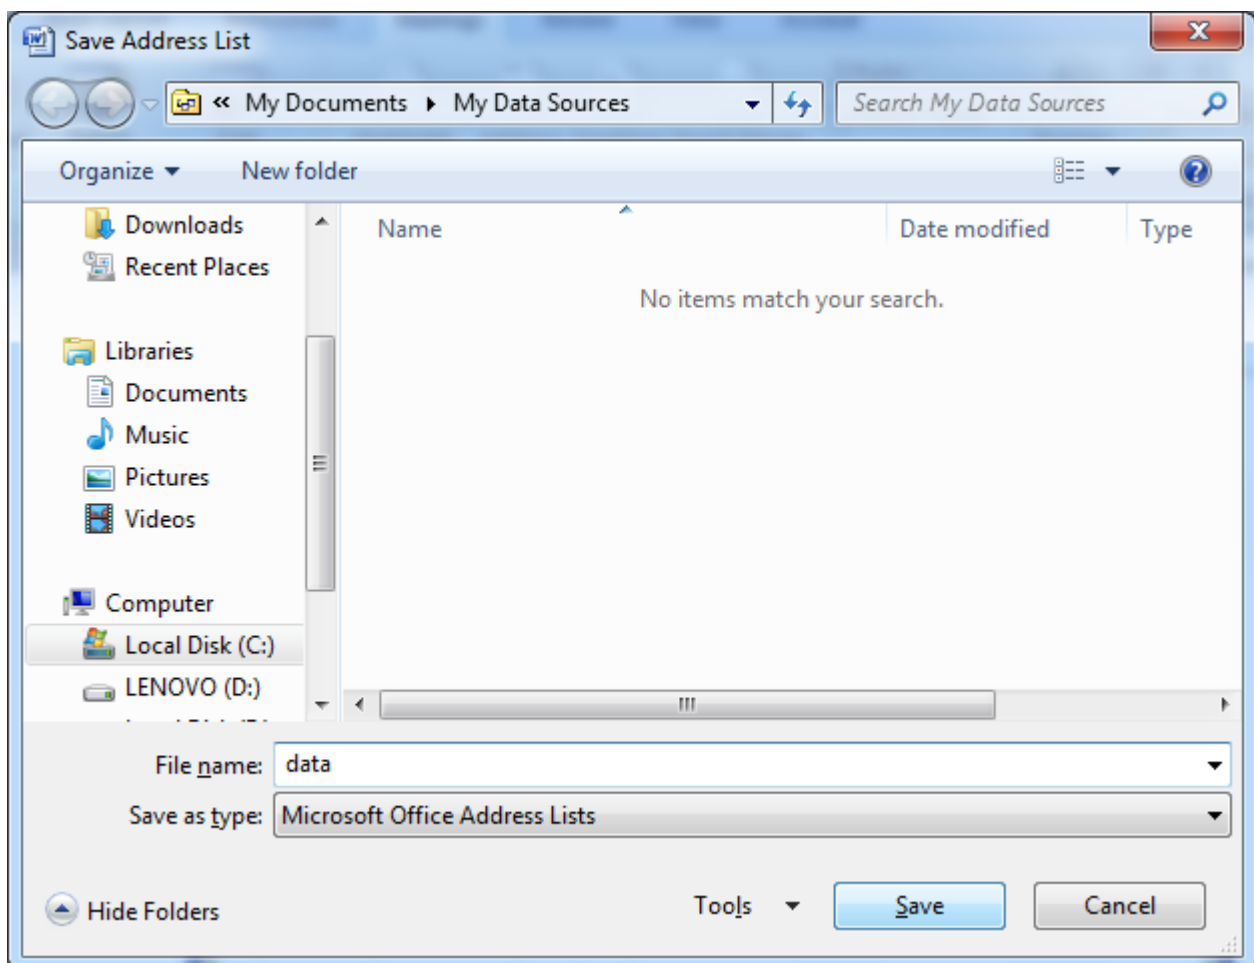 Save Address List
« My Documents ▸ My Data Sources
Search My Data Sources
Organize
New folder
Downloads
Recent Places
Libraries
Documents
Music
Pictures
Videos
Computer
Local Disk (C:)
LENOVO (D:)
Name
Date modified
Type
No items match your search.
File name: data
Save as type: Microsoft Office Address Lists
Hide Folders
Tools
Save
Cancel